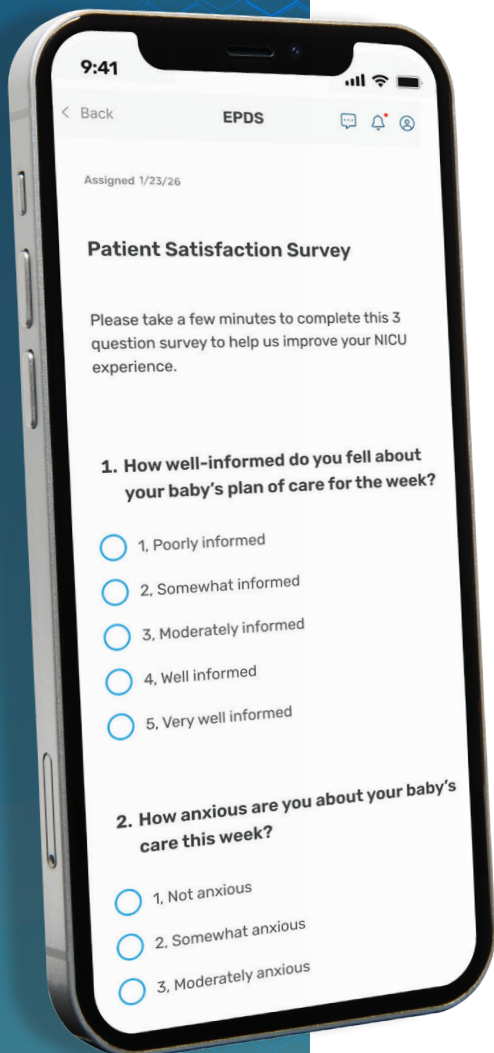 9:41
Back
EPDS
Assigned 1/23/26
Patient Satisfaction Survey
Please take a few minutes to complete this 3
question survey to help us improve your NICU
experience.
1. How well-informed do you fell about
your baby's plan of care for the week?
1, Poorly informed
2, Somewhat informed
3, Moderately informed
4, Well informed
5, Very well informed
2. How anxious are you about your baby's
care this week?
1, Not anxious
2, Somewhat anxious
3, Moderately anxious